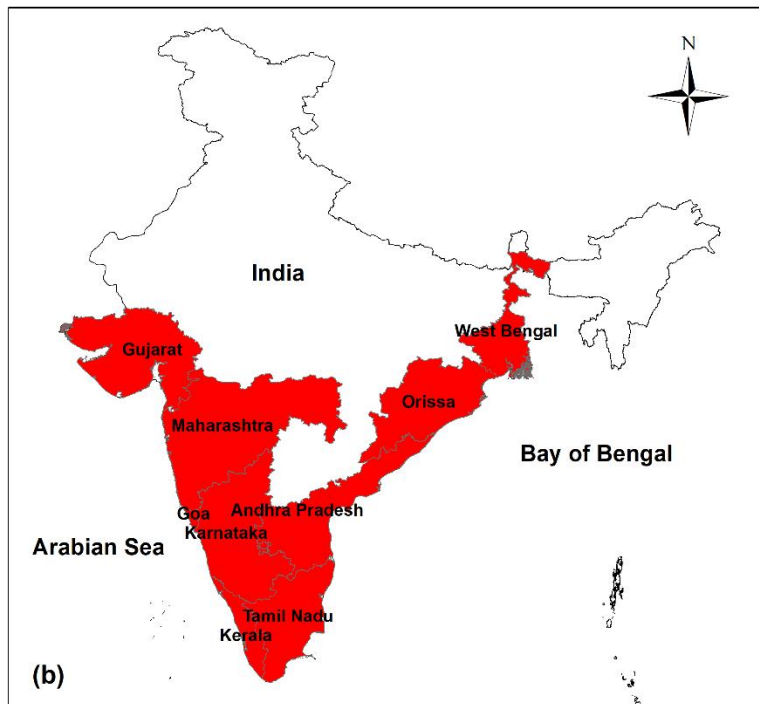 N
India
West Bengal
Gujarat
Orissa
Maharashtra
Bay of Bengal
Andhra Pradesh
Goa
Karnataka
Arabian Sea
Tamil Nadu
Kerala
(b)